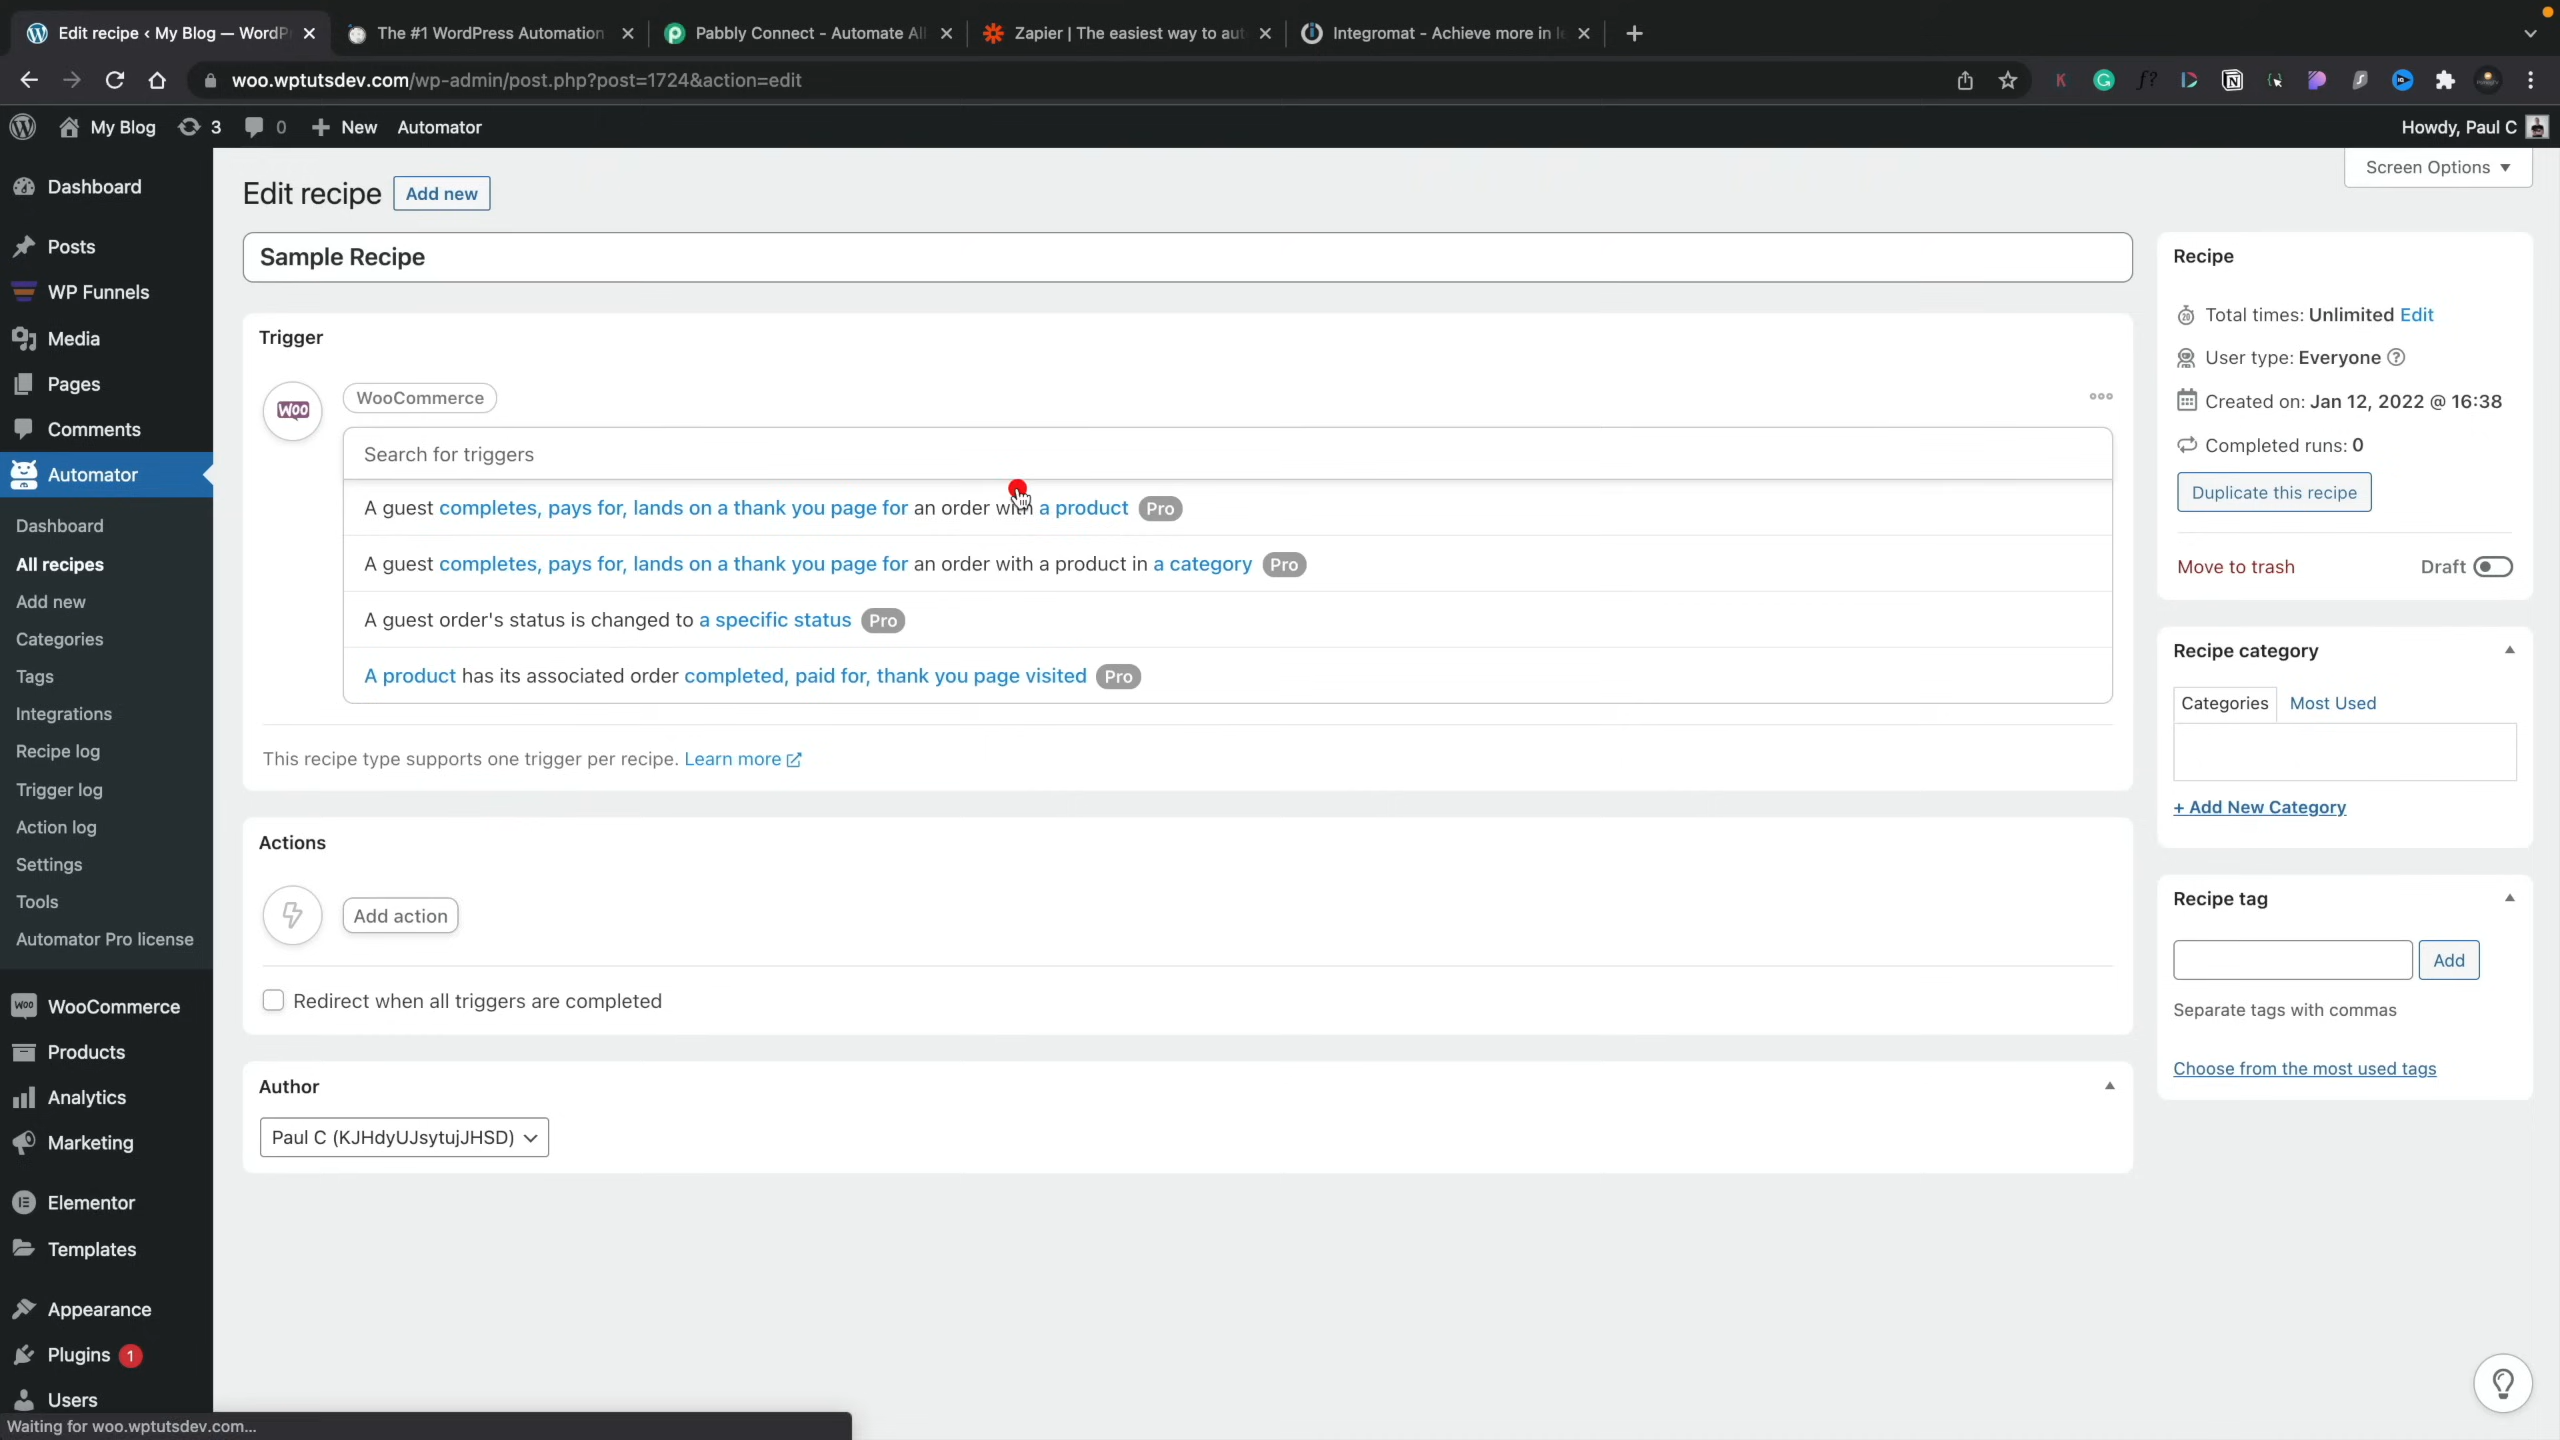 Edit recipe ‹ My Blog — WordP
The #1 WordPress Automation
Pabbly Connect - Automate All
Zapier | The easiest way to aut
Integromat - Achieve more in le
woo.wptutsdev.com/wp-admin/post.php?post=1724&action=edit
My Blog 3 0 New Automator
Howdy, Paul C
Screen Options
Dashboard
Posts
WP Funnels
Media
Pages
Comments
Automator
Dashboard
All recipes
Add new
Categories
Tags
Integrations
Recipe log
Trigger log
Action log
Settings
Tools
Automator Pro license
WooCommerce
Products
Analytics
Marketing
Elementor
Templates
Appearance
Plugins 1
Users
Waiting for woo.wptutsdev.com...
Edit recipe Add new
Sample Recipe
Trigger
WOO WooCommerce
Search for triggers
A guest completes, pays for, lands on a thank you page for an order with a product Pro
A guest completes, pays for, lands on a thank you page for an order with a product in a category Pro
A guest order's status is changed to a specific status Pro
A product has its associated order completed, paid for, thank you page visited Pro
This recipe type supports one trigger per recipe. Learn more
Actions
Add action
Redirect when all triggers are completed
Author
Paul C (KJHdyUJsytujJHSD)
Recipe
Total times: Unlimited Edit
User type: Everyone
Created on: Jan 12, 2022 @ 16:38
Completed runs: 0
Duplicate this recipe
Move to trash Draft
Recipe category
Categories Most Used
+ Add New Category
Recipe tag
Add
Separate tags with commas
Choose from the most used tags